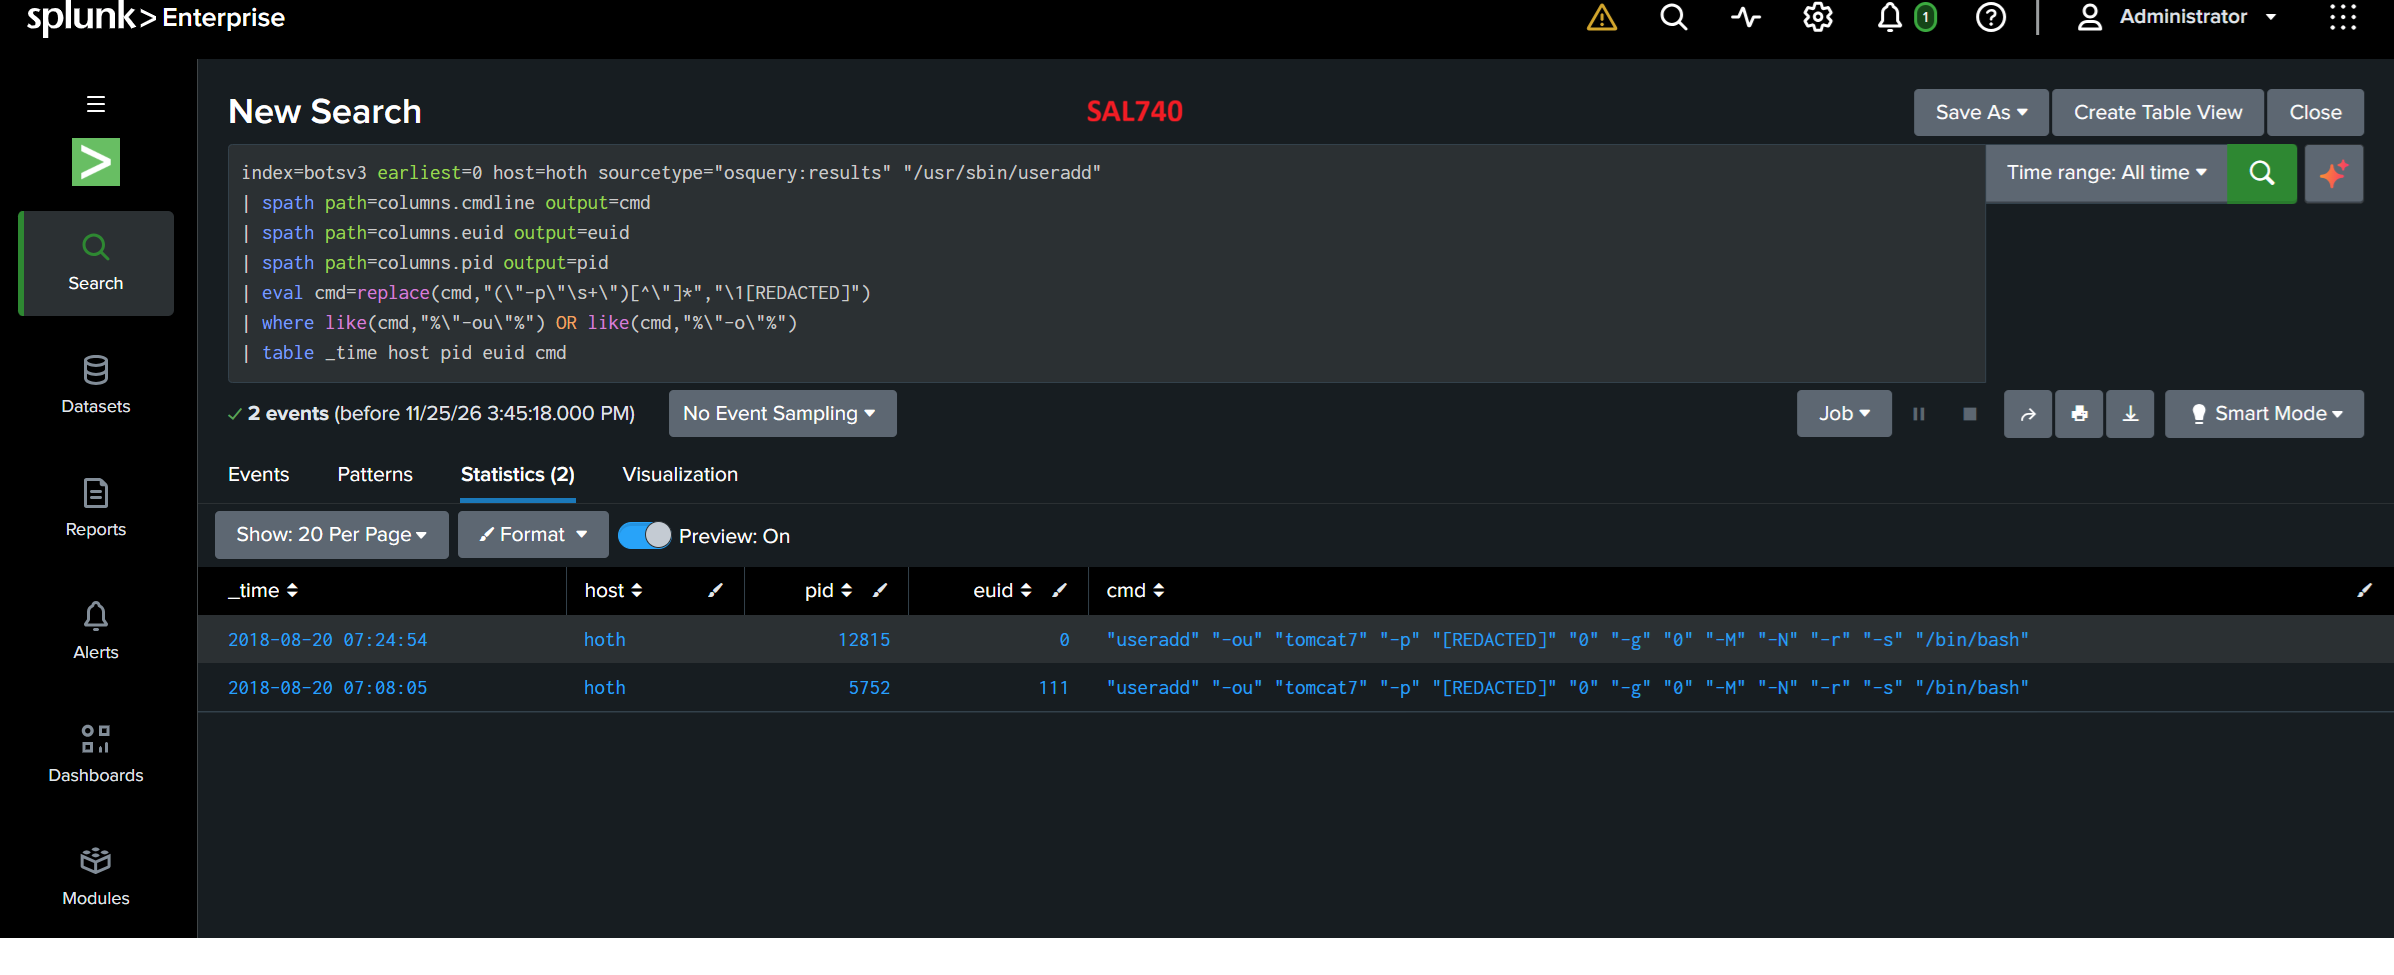 splunk> Enterprise
1
Administrator
New Search
SAL740
Save As
Create Table View
Close
index=botsv3 earliest=0 host=hoth sourcetype="osquery:results" "/usr/sbin/useradd"
| spath path=columns.cmdline output=cmd
| spath path=columns.euid output=euid
| spath path=columns.pid output=pid
| eval cmd=replace(cmd,"(\"-p\"\s+\")[^\"]*","\1[REDACTED]")
| where like(cmd,"%\"-ou\"%") OR like(cmd,"%\"-o\"%")
| table _time host pid euid cmd
Time range: All time
Search
Datasets
Reports
Alerts
Dashboards
Modules
2 events (before 11/25/26 3:45:18.000 PM)
No Event Sampling
Job
Smart Mode
Events
Patterns
Statistics (2)
Visualization
Show: 20 Per Page
Format
Preview: On
_time host pid euid cmd
2018-08-20 07:24:54 hoth 12815 0 "useradd" "-ou" "tomcat7" "-p" "[REDACTED]" "0" "-g" "0" "-M" "-N" "-r" "-s" "/bin/bash"
2018-08-20 07:08:05 hoth 5752 111 "useradd" "-ou" "tomcat7" "-p" "[REDACTED]" "0" "-g" "0" "-M" "-N" "-r" "-s" "/bin/bash"